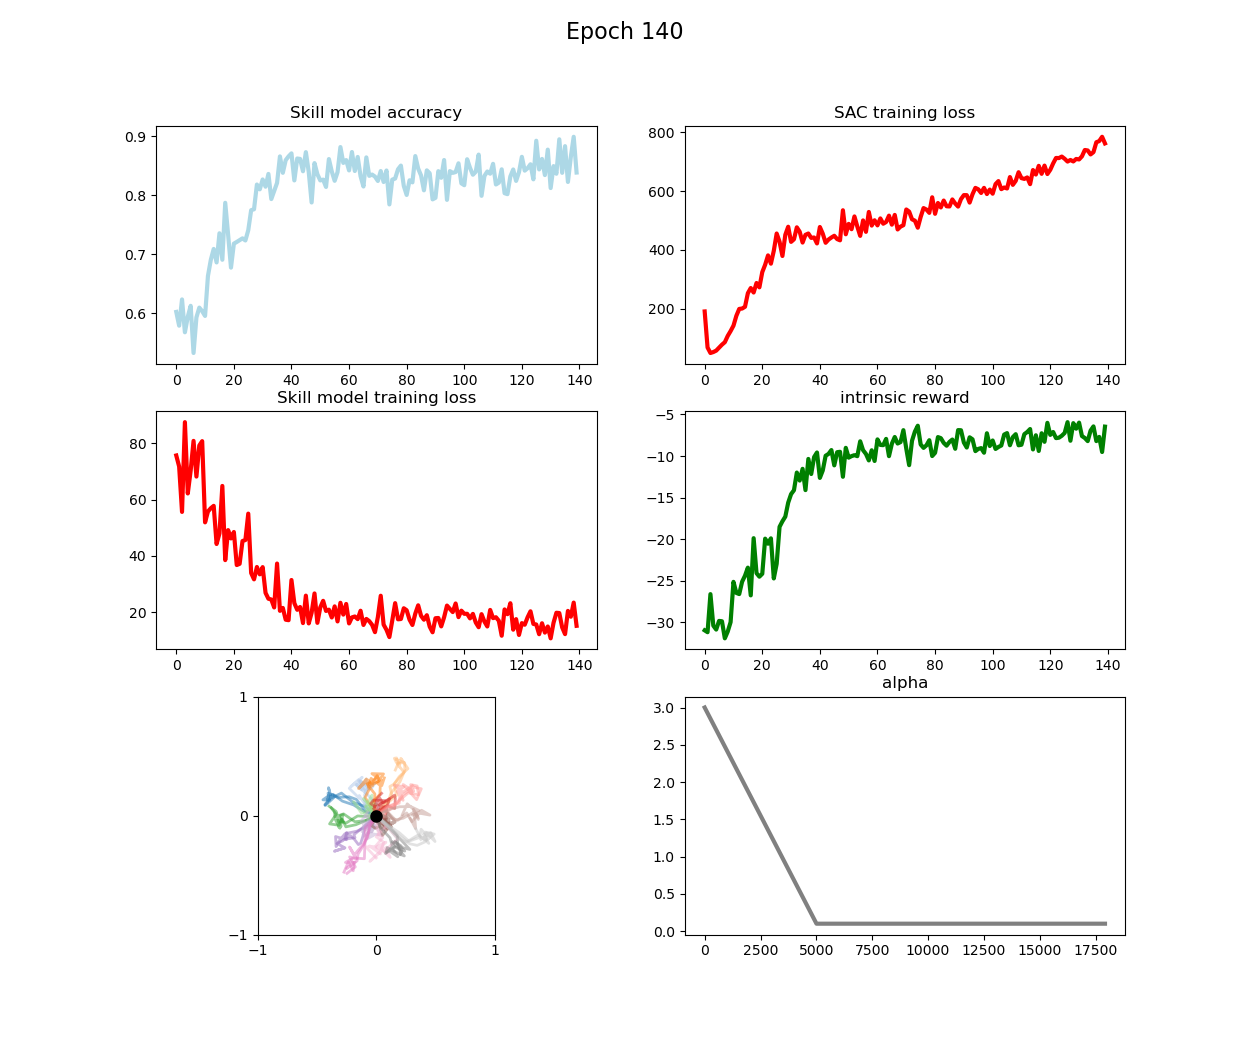 Epoch 140
Skill model accuracy
0.9
0.8
0.7
0.6
0 20 40 60 80 100 120 140
SAC training loss
800
600
400
200
0 20 40 60 80 100 120 140
Skill model training loss
80
60
40
20
0 20 40 60 80 100 120 140
intrinsic reward
−5
−10
−15
−20
−25
−30
0 20 40 60 80 100 120 140
1
0
−1
−1 0 1
alpha
3.0
2.5
2.0
1.5
1.0
0.5
0.0
0 2500 5000 7500 10000 12500 15000 17500